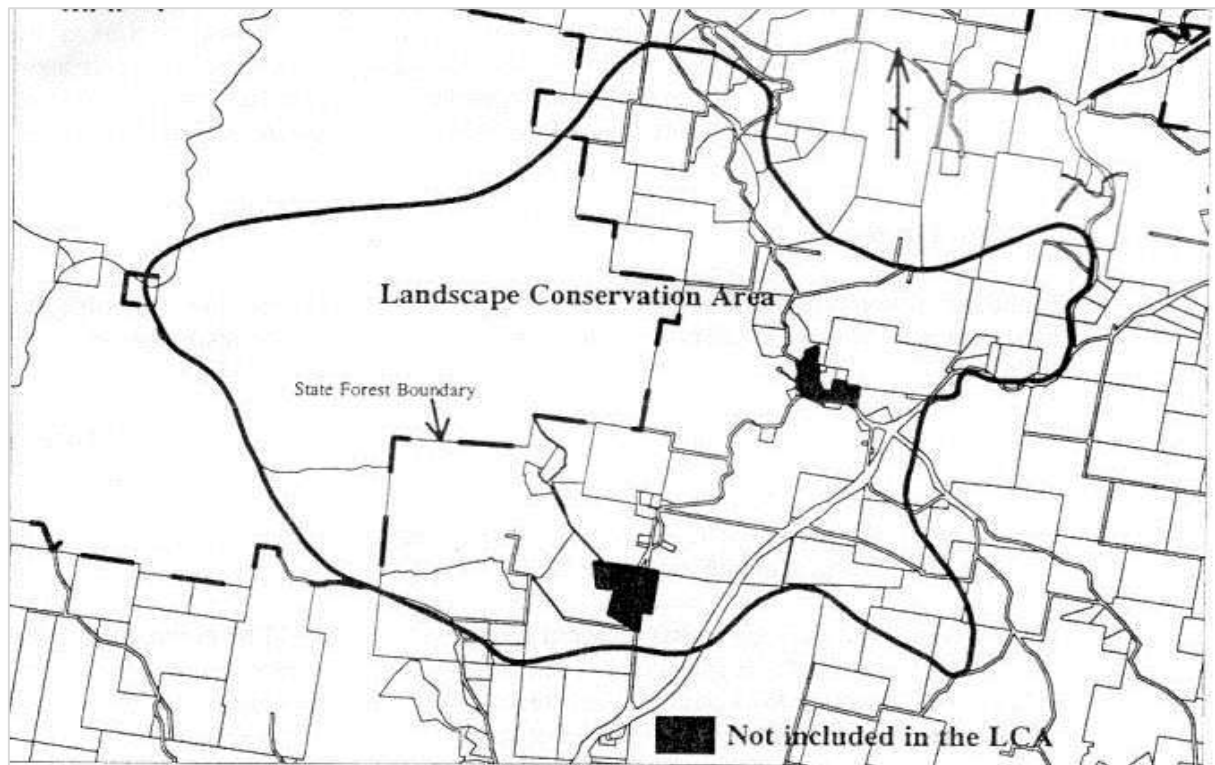 N
Landscape Conservation Area
State Forest Boundary
Not included in the LCA